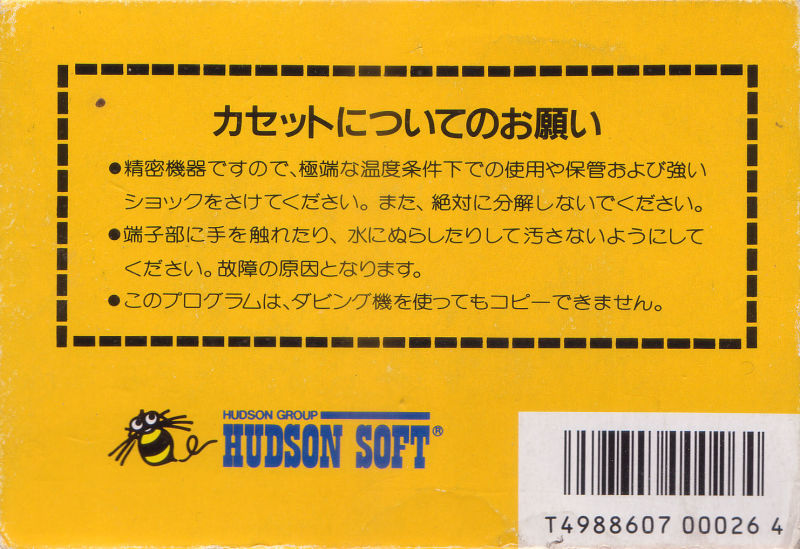 カセットについてのお願い
●精密機器ですので、極端な温度条件下での使用や保管および強い
ショックをさけてください。また、絶対に分解しないでください。
●端子部に手を触れたり、水にぬらしたりして汚さないようにして
ください。故障の原因となります。
●このプログラムは、ダビング機を使ってもコピーできません。
HUDSON GROUP
HUDSON SOFT®
T4988607 00026 4